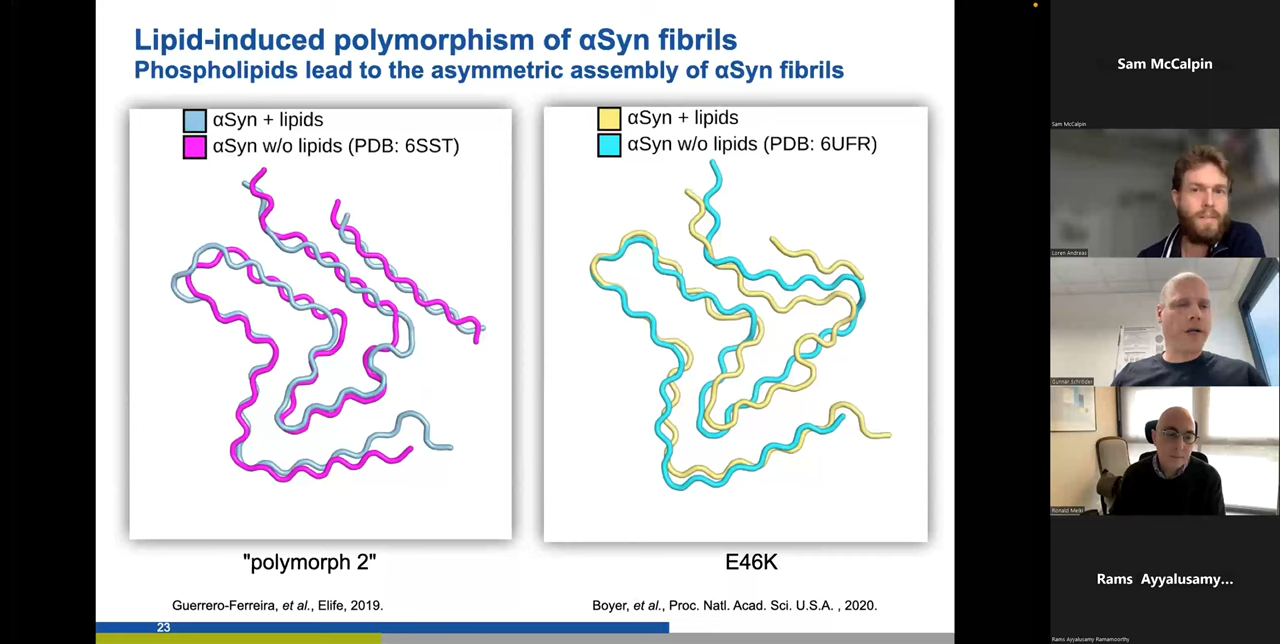 Lipid-induced polymorphism of αSyn fibrils
Phospholipids lead to the asymmetric assembly of αSyn fibrils
αSyn + lipids
αSyn w/o lipids (PDB: 6SST)
"polymorph 2"
Guerrero-Ferreira, et al., Elife, 2019.
αSyn + lipids
αSyn w/o lipids (PDB: 6UFR)
E46K
Boyer, et al., Proc. Natl. Acad. Sci. U.S.A. , 2020.
23
Sam McCalpin
Sam McCalpin
Loren Andreas
Gunnar Schröder
Ronald Melki
Rams Ayyalusamy...
Rams Ayyalusamy Ramamoorthy